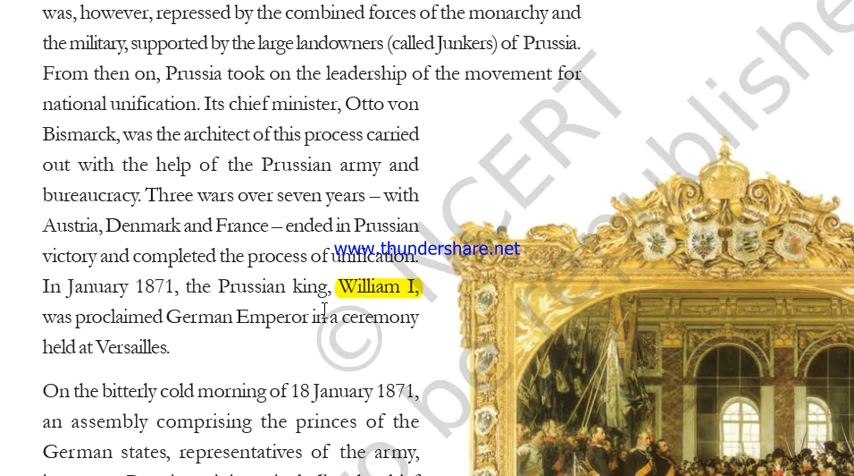 was, however, repressed by the combined forces of the monarchy and
the military, supported by the large landowners (called Junkers) of Prussia.
From then on, Prussia took on the leadership of the movement for
national unification. Its chief minister, Otto von
Bismarck, was the architect of this process carried
out with the help of the Prussian army and
bureaucracy. Three wars over seven years – with
Austria, Denmark and France – ended in Prussian
victory and completed the process of unification.
www.thundershare.net
In January 1871, the Prussian king, William I,
was proclaimed German Emperor in a ceremony
held at Versailles.
On the bitterly cold morning of 18 January 1871,
an assembly comprising the princes of the
German states, representatives of the army,
© NCERT
to be republishe